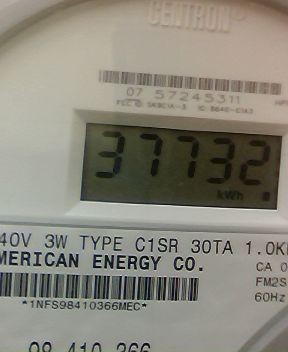 CENTRON®
07 57245311
37732
kWh
40V 3W TYPE C1SR 30TA 1.0K
MERICAN ENERGY CO.
CA 0
FM2S
60Hz
*1NFS98410366MEC*
98 410 366